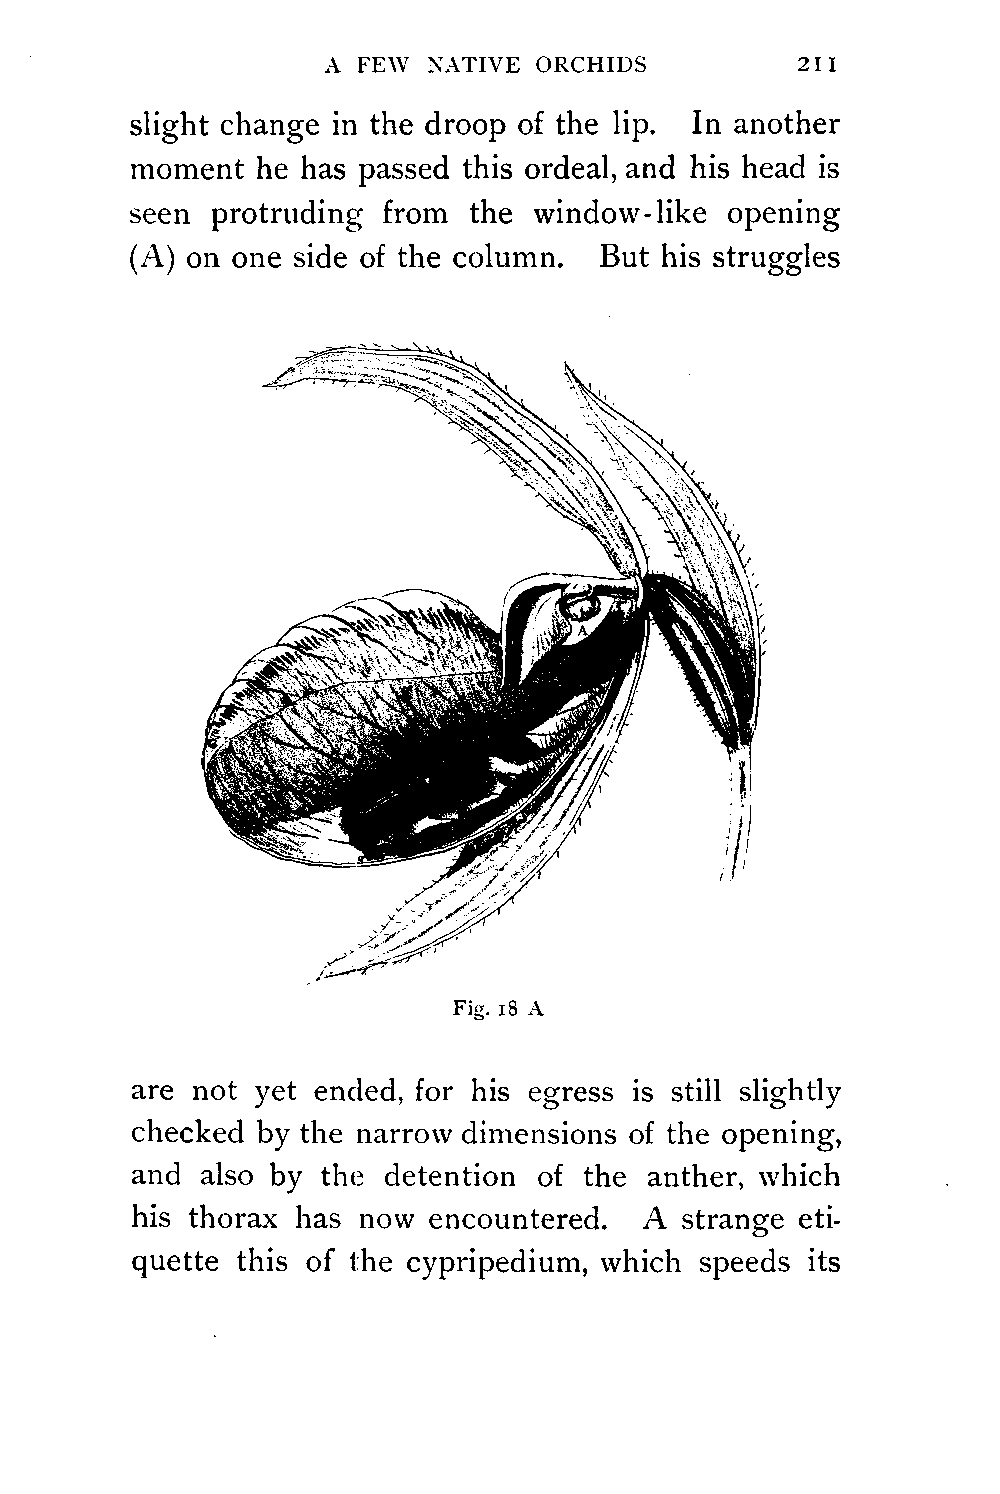 A FEW NATIVE ORCHIDS 211
slight change in the droop of the lip. In another
moment he has passed this ordeal, and his head is
seen protruding from the window-like opening
(A) on one side of the column. But his struggles
A
Fig. 18 A
are not yet ended, for his egress is still slightly
checked by the narrow dimensions of the opening,
and also by the detention of the anther, which
his thorax has now encountered. A strange eti-
quette this of the cypripedium, which speeds its